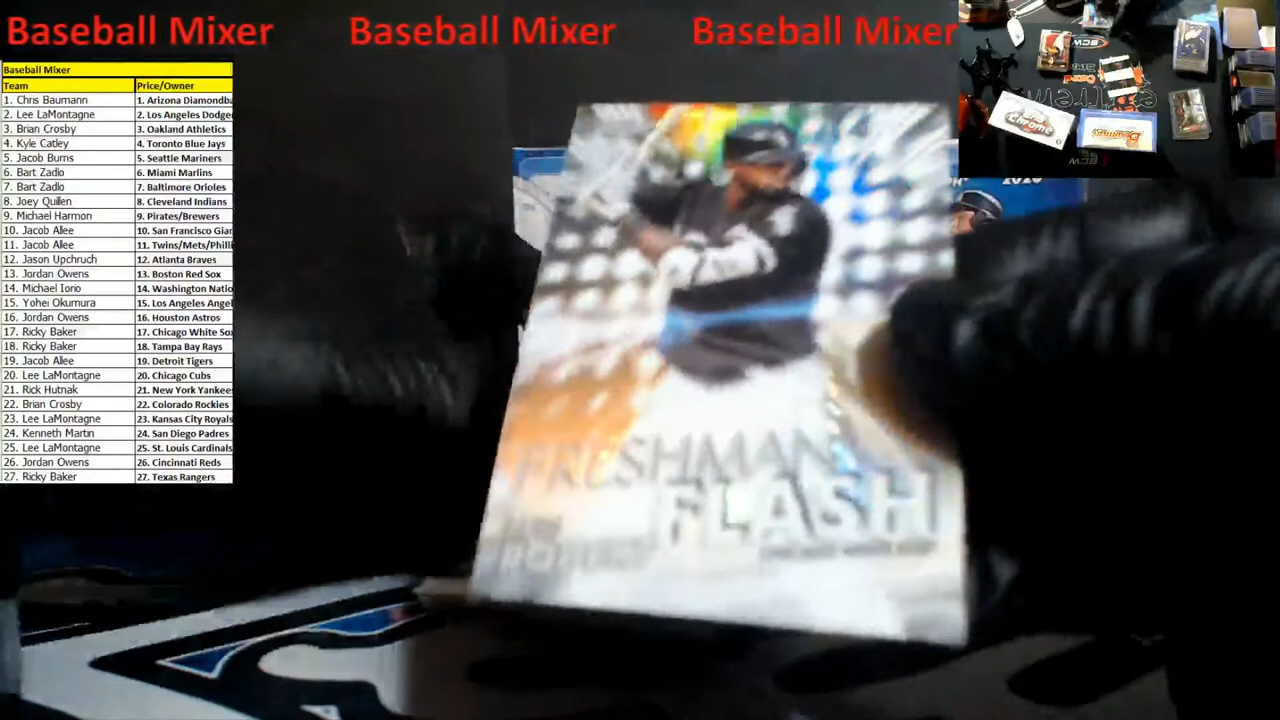 Baseball Mixer Baseball Mixer Baseball Mixer
Baseball Mixer
Team Price/Owner
1. Chris Baumann 1. Arizona Diamondba
2. Lee LaMontagne 2. Los Angeles Dodge
3. Brian Crosby 3. Oakland Athletics
4. Kyle Catley 4. Toronto Blue Jays
5. Jacob Burns 5. Seattle Mariners
6. Bart Zadlo 6. Miami Marlins
7. Bart Zadlo 7. Baltimore Orioles
8. Joey Quillen 8. Cleveland Indians
9. Michael Harmon 9. Pirates/Brewers
10. Jacob Allee 10. San Francisco Gian
11. Jacob Allee 11. Twins/Mets/Philli
12. Jason Upchruch 12. Atlanta Braves
13. Jordan Owens 13. Boston Red Sox
14. Michael Iorio 14. Washington Natio
15. Yohei Okumura 15. Los Angeles Angel
16. Jordan Owens 16. Houston Astros
17. Ricky Baker 17. Chicago White Sox
18. Ricky Baker 18. Tampa Bay Rays
19. Jacob Allee 19. Detroit Tigers
20. Lee LaMontagne 20. Chicago Cubs
21. Rick Hutnak 21. New York Yankee
22. Brian Crosby 22. Colorado Rockies
23. Lee LaMontagne 23. Kansas City Royals
24. Kenneth Martin 24. San Diego Padres
25. Lee LaMontagne 25. St. Louis Cardinals
26. Jordan Owens 26. Cincinnati Reds
27. Ricky Baker 27. Texas Rangers
FRESHMAN
FLASH
ROBERT
2020
BCW
Chrome
Bowman